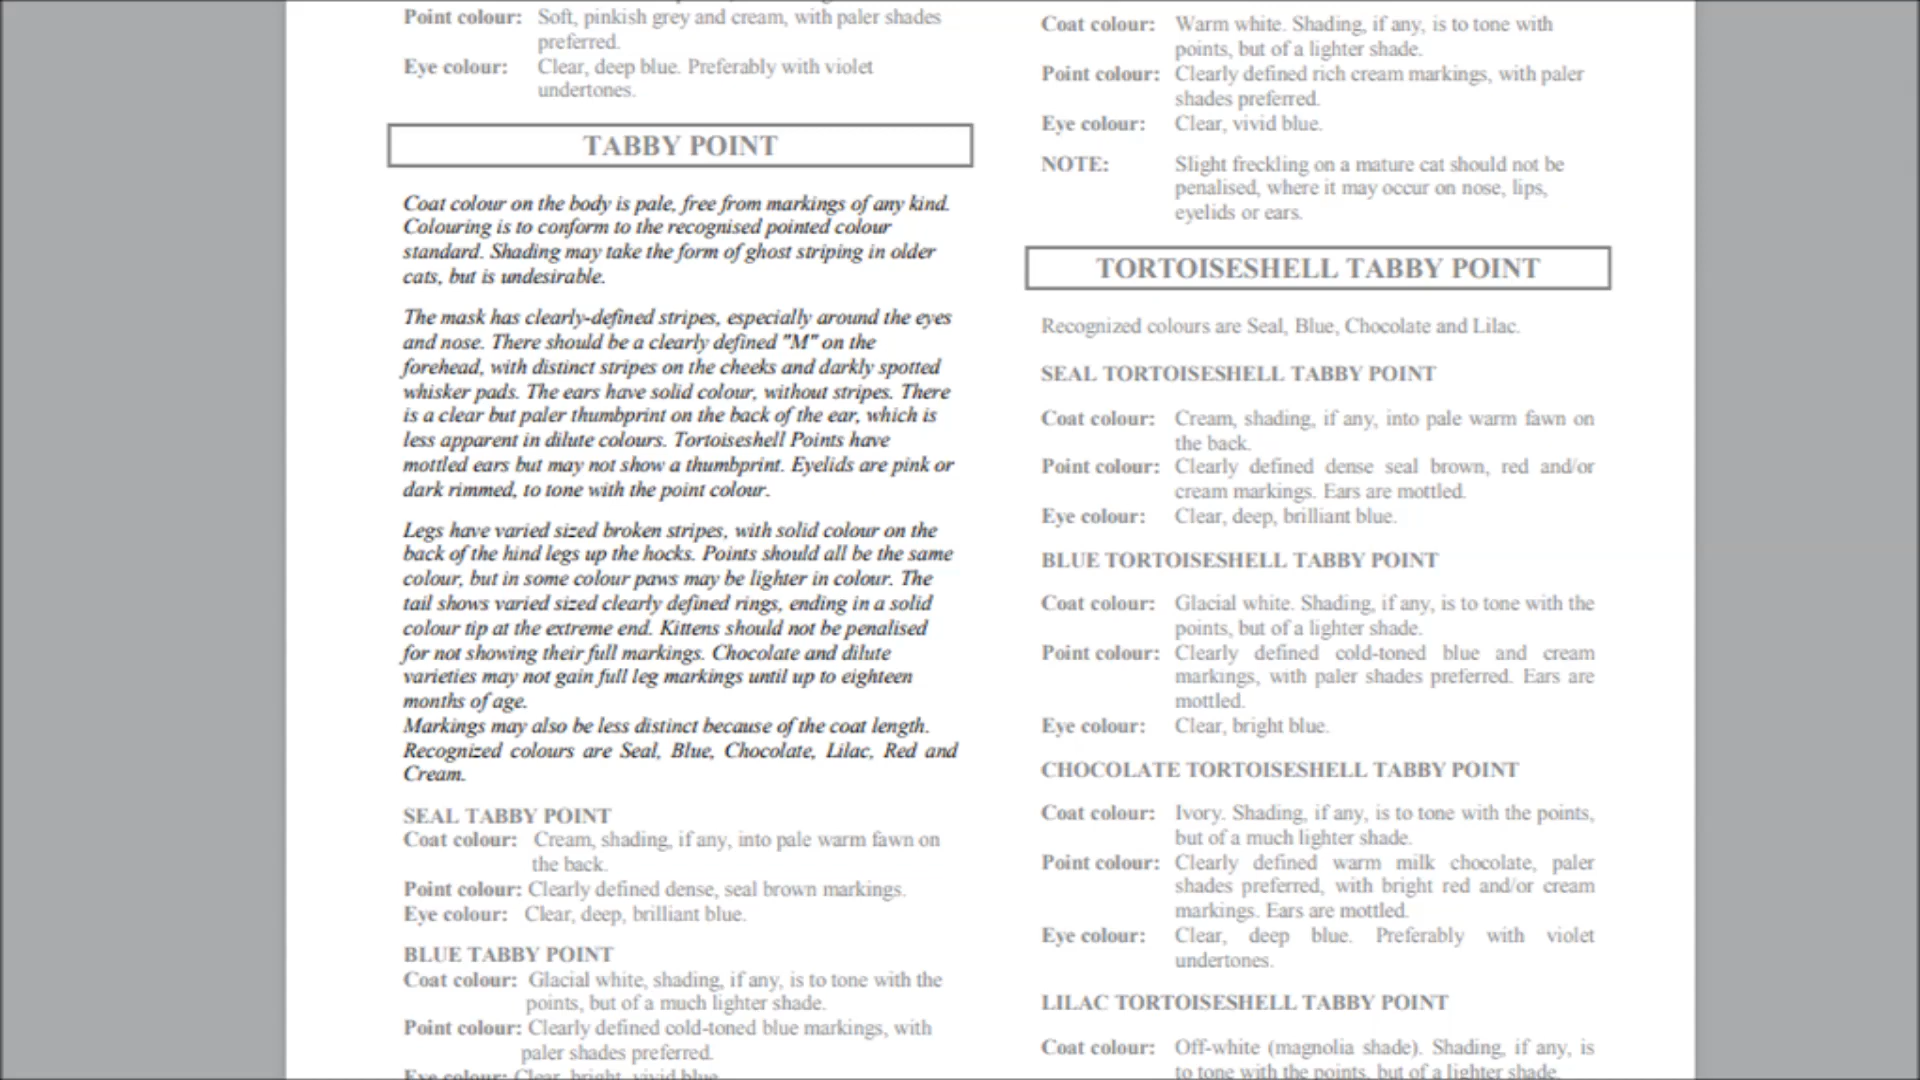 Point colour: Soft, pinkish grey and cream, with paler shades
preferred.
Eye colour: Clear, deep blue. Preferably with violet
undertones.
TABBY POINT
Coat colour on the body is pale, free from markings of any kind.
Colouring is to conform to the recognised pointed colour
standard. Shading may take the form of ghost striping in older
cats, but is undesirable.
The mask has clearly-defined stripes, especially around the eyes
and nose. There should be a clearly defined "M" on the
forehead, with distinct stripes on the cheeks and darkly spotted
whisker pads. The ears have solid colour, without stripes. There
is a clear but paler thumbprint on the back of the ear, which is
less apparent in dilute colours. Tortoiseshell Points have
mottled ears but may not show a thumbprint. Eyelids are pink or
dark rimmed, to tone with the point colour.
Legs have varied sized broken stripes, with solid colour on the
back of the hind legs up the hocks. Points should all be the same
colour, but in some colour paws may be lighter in colour. The
tail shows varied sized clearly defined rings, ending in a solid
colour tip at the extreme end. Kittens should not be penalised
for not showing their full markings. Chocolate and dilute
varieties may not gain full leg markings until up to eighteen
months of age.
Markings may also be less distinct because of the coat length.
Recognized colours are Seal, Blue, Chocolate, Lilac, Red and
Cream.
SEAL TABBY POINT
Coat colour: Cream, shading, if any, into pale warm fawn on
the back.
Point colour: Clearly defined dense, seal brown markings.
Eye colour: Clear, deep, brilliant blue.
BLUE TABBY POINT
Coat colour: Glacial white, shading, if any, is to tone with the
points, but of a much lighter shade.
Point colour: Clearly defined cold-toned blue markings, with
paler shades preferred.
Eye colour: Clear, bright, vivid blue.
Coat colour: Warm white. Shading, if any, is to tone with
points, but of a lighter shade.
Point colour: Clearly defined rich cream markings, with paler
shades preferred.
Eye colour: Clear, vivid blue.
NOTE: Slight freckling on a mature cat should not be
penalised, where it may occur on nose, lips,
eyelids or ears.
TORTOISESHELL TABBY POINT
Recognized colours are Seal, Blue, Chocolate and Lilac.
SEAL TORTOISESHELL TABBY POINT
Coat colour: Cream, shading, if any, into pale warm fawn on
the back.
Point colour: Clearly defined dense seal brown, red and/or
cream markings. Ears are mottled.
Eye colour: Clear, deep, brilliant blue.
BLUE TORTOISESHELL TABBY POINT
Coat colour: Glacial white. Shading, if any, is to tone with the
points, but of a lighter shade.
Point colour: Clearly defined cold-toned blue and cream
markings, with paler shades preferred. Ears are
mottled.
Eye colour: Clear, bright blue.
CHOCOLATE TORTOISESHELL TABBY POINT
Coat colour: Ivory. Shading, if any, is to tone with the points,
but of a much lighter shade.
Point colour: Clearly defined warm milk chocolate, paler
shades preferred, with bright red and/or cream
markings. Ears are mottled.
Eye colour: Clear, deep blue. Preferably with violet
undertones.
LILAC TORTOISESHELL TABBY POINT
Coat colour: Off-white (magnolia shade). Shading, if any, is
to tone with the points, but of a lighter shade.